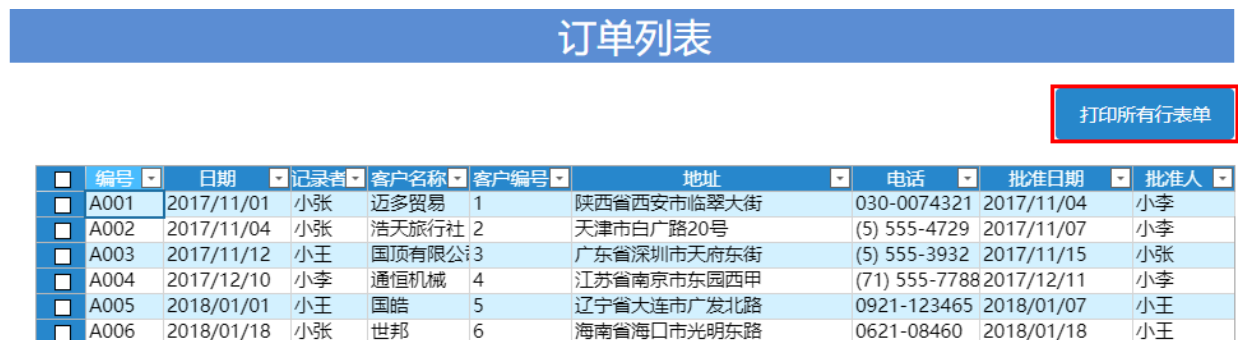 订单列表
打印所有行表单
编号 日期 记录者 客户名称 客户编号 地址 电话 批准日期 批准人
A001 2017/11/01 小张 迈多贸易 1 陕西省西安市临翠大街 030-0074321 2017/11/04 小李
A002 2017/11/04 小张 浩天旅行社 2 天津市白广路20号 (5) 555-4729 2017/11/07 小李
A003 2017/11/12 小王 国顶有限公 3 广东省深圳市天府东街 (5) 555-3932 2017/11/15 小张
A004 2017/12/10 小李 通恒机械 4 江苏省南京市东园西甲 (71) 555-7788 2017/12/11 小李
A005 2018/01/01 小王 国皓 5 辽宁省大连市广发北路 0921-123465 2018/01/07 小王
A006 2018/01/18 小张 世邦 6 海南省海口市光明东路 0621-08460 2018/01/18 小王